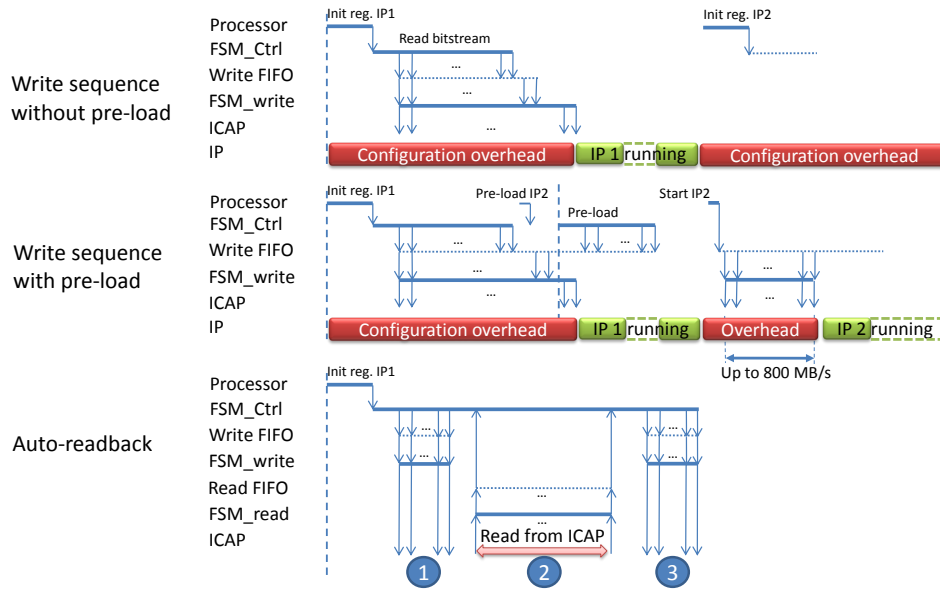 Processor
FSM_Ctrl
Write FIFO
FSM_write
ICAP
IP
Write sequence
without pre-load
Init reg. IP1
Init reg. IP2
Read bitstream
...
...
...
Configuration overhead
IP 1 running
Configuration overhead
Processor
FSM_Ctrl
Write FIFO
FSM_write
ICAP
IP
Write sequence
with pre-load
Init reg. IP1
Pre-load IP2
Start IP2
Pre-load
...
...
...
...
...
...
Configuration overhead
IP 1 running
Overhead
IP 2 running
Up to 800 MB/s
Processor
FSM_Ctrl
Write FIFO
FSM_write
Read FIFO
FSM_read
ICAP
Auto-readback
Init reg. IP1
...
...
...
...
...
...
Read from ICAP
1
2
3